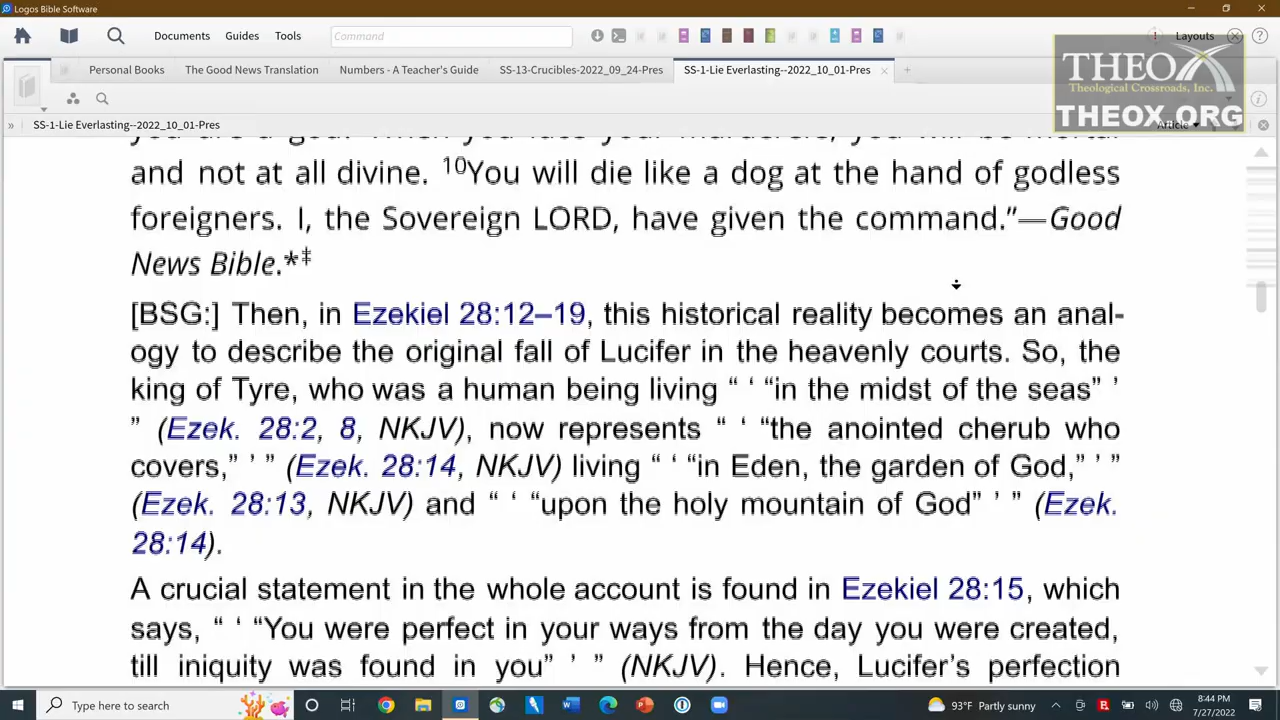 Logos Bible Software
Documents Guides Tools Command Layouts
THEOX
Theological Crossroads, Inc.
THEOX.ORG
Personal Books The Good News Translation Numbers - A Teacher's Guide SS-13-Crucibles-2022_09_24-Pres SS-1-Lie Everlasting--2022_10_01-Pres
SS-1-Lie Everlasting--2022_10_01-Pres Article
and not at all divine. 10You will die like a dog at the hand of godless
foreigners. I, the Sovereign LORD, have given the command.”—Good
News Bible.*‡
[BSG:] Then, in Ezekiel 28:12–19, this historical reality becomes an anal-
ogy to describe the original fall of Lucifer in the heavenly courts. So, the
king of Tyre, who was a human being living “ ‘ “in the midst of the seas” ’
” (Ezek. 28:2, 8, NKJV), now represents “ ‘ “the anointed cherub who
covers,” ’ ” (Ezek. 28:14, NKJV) living “ ‘ “in Eden, the garden of God,” ’ ”
(Ezek. 28:13, NKJV) and “ ‘ “upon the holy mountain of God” ’ ” (Ezek.
28:14).
A crucial statement in the whole account is found in Ezekiel 28:15, which
says, “ ‘ “You were perfect in your ways from the day you were created,
till iniquity was found in you” ’ ” (NKJV). Hence, Lucifer’s perfection
Type here to search
93°F Partly sunny
8:44 PM
7/27/2022